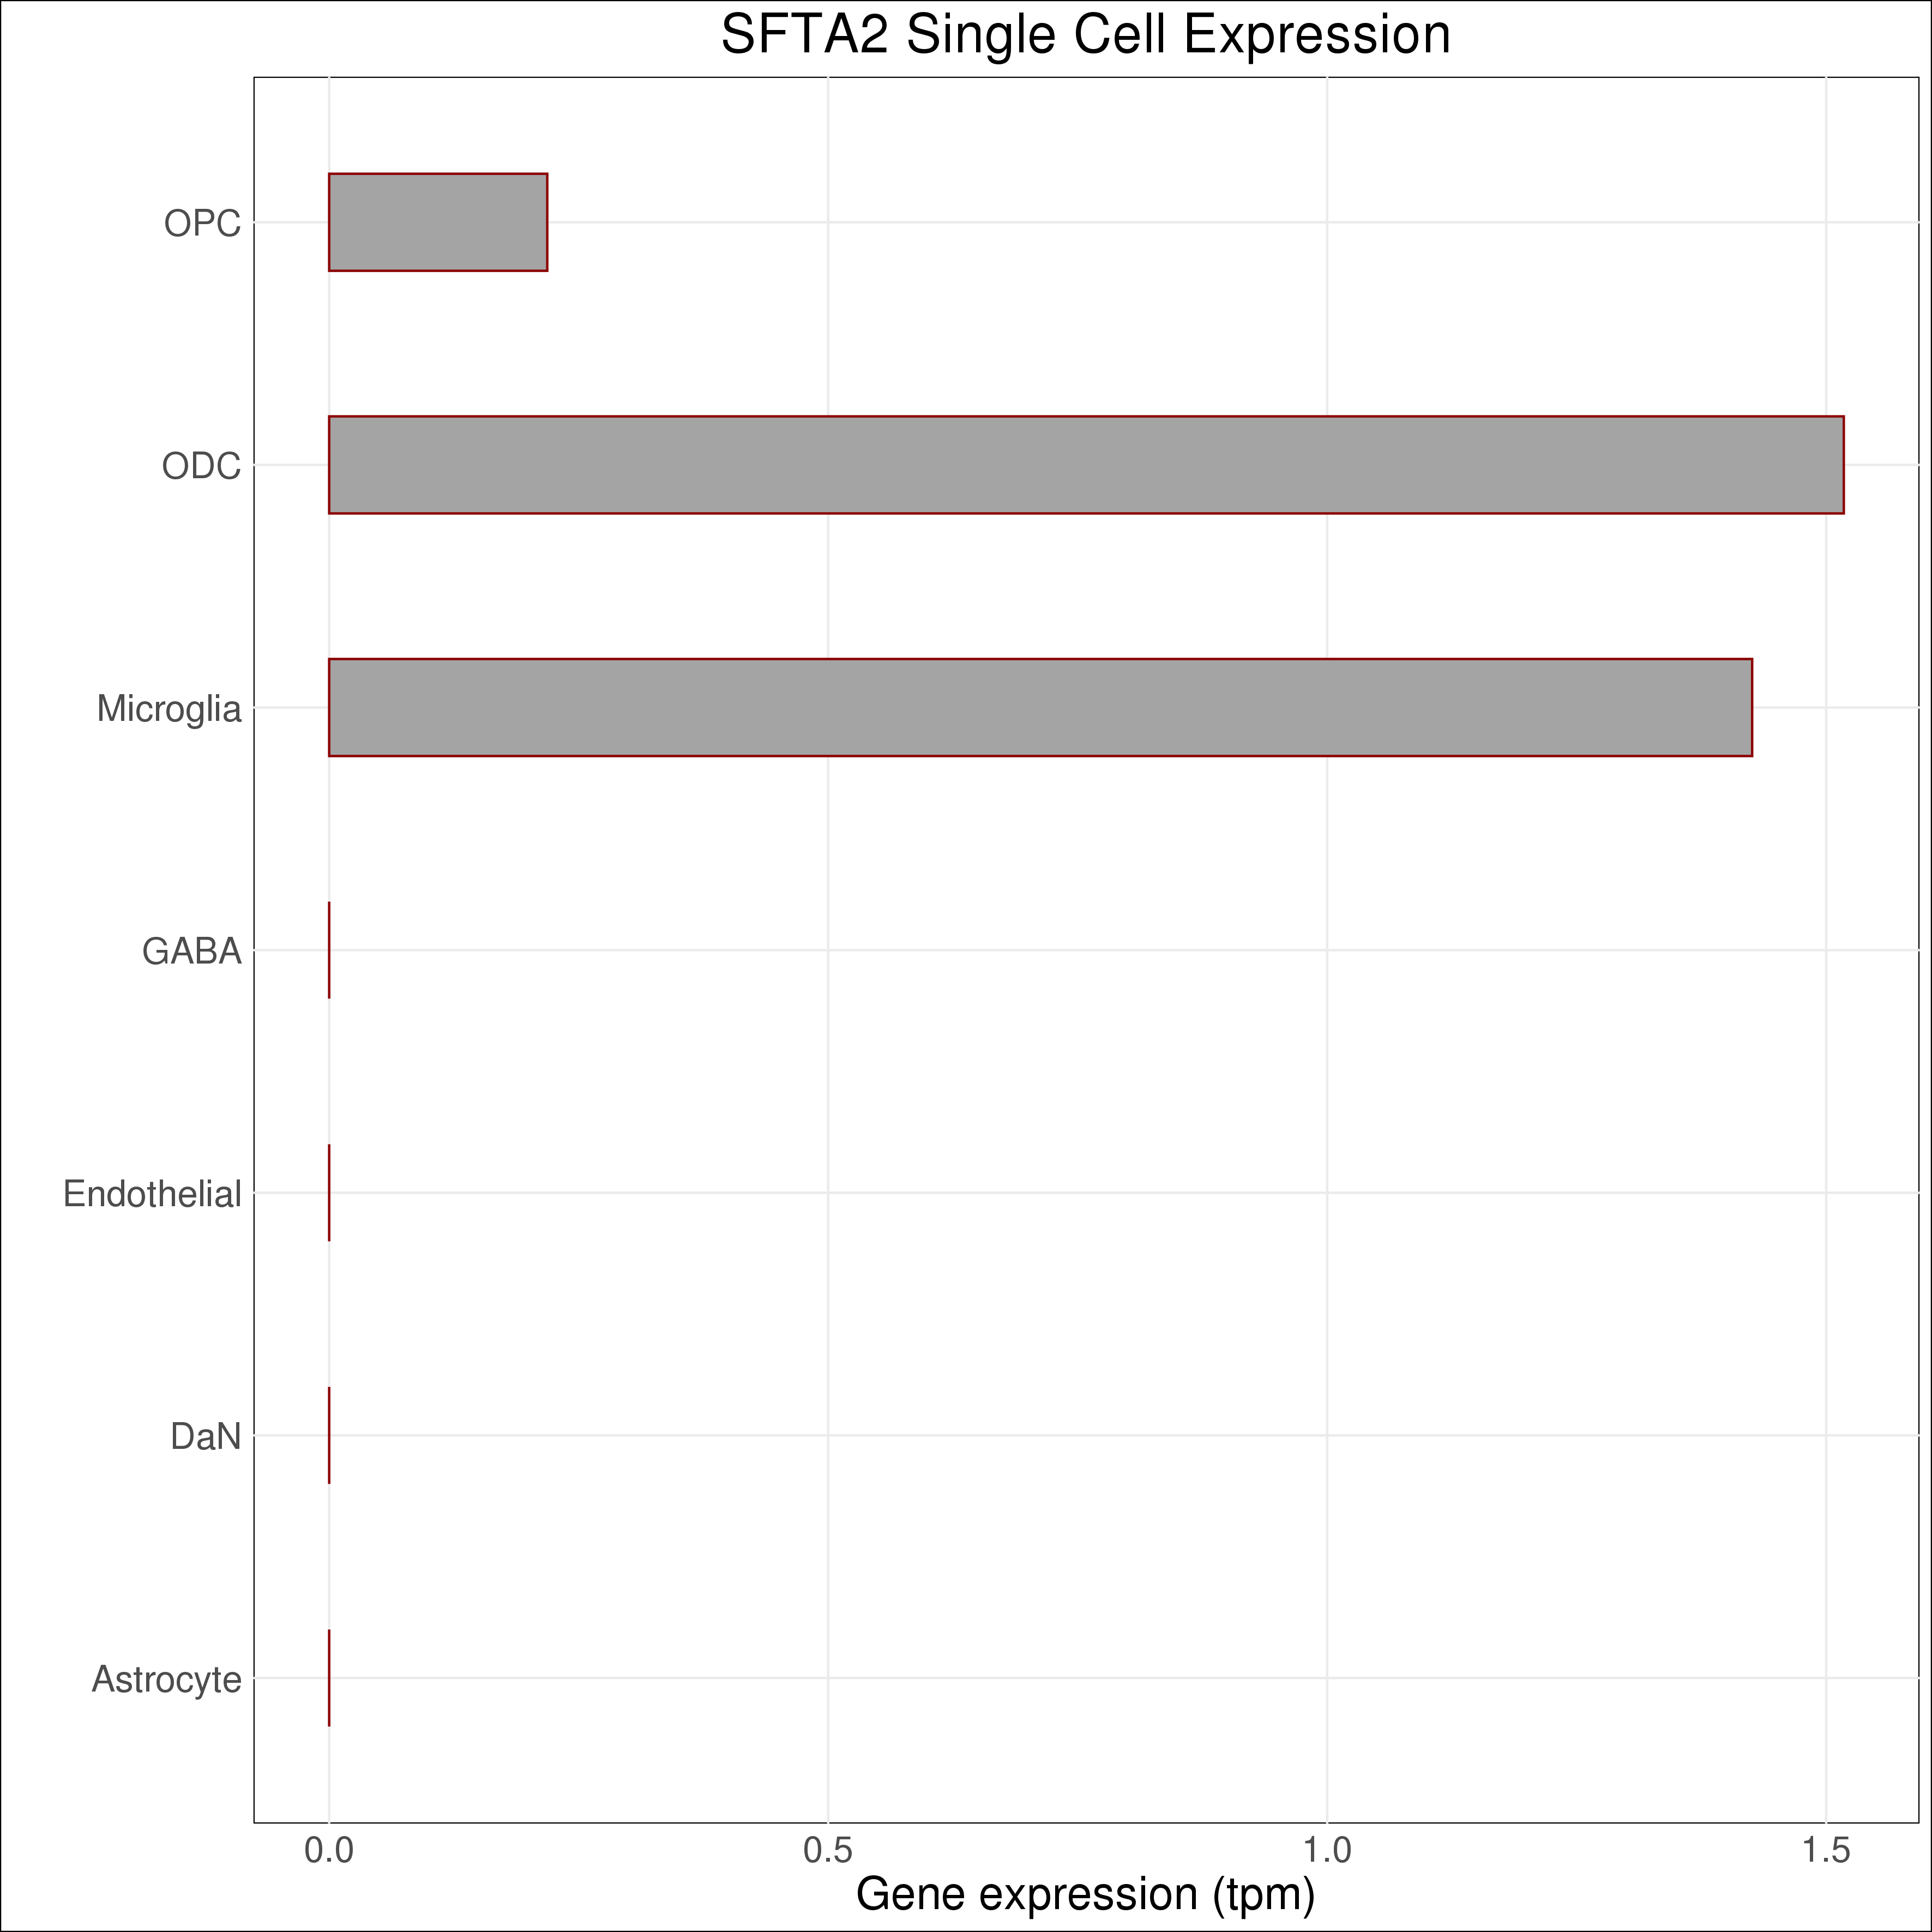 SFTA2 Single Cell Expression
OPC
ODC
Microglia
GABA
Endothelial
DaN
Astrocyte
0.0 0.5 1.0 1.5
Gene expression (tpm)